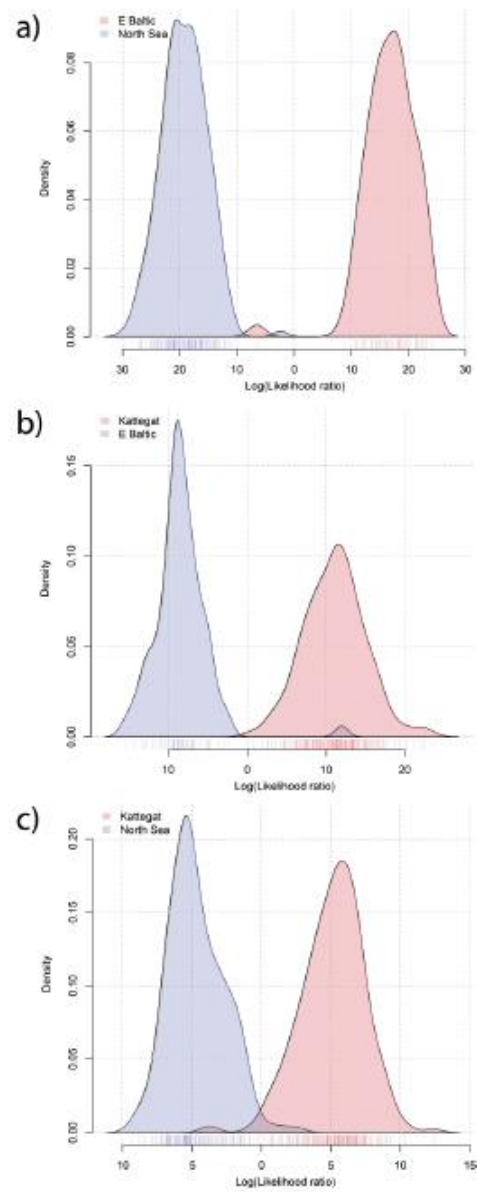 a)
E Baltic
North Sea
Density
0.00 0.02 0.04 0.06 0.08
30 20 10 0 10 20 30
Log(Likelihood ratio)
b)
Kattegat
E Baltic
Density
0.00 0.05 0.10 0.15
10 0 10 20
Log(Likelihood ratio)
c)
Kattegat
North Sea
Density
0.00 0.05 0.10 0.15 0.20
10 5 0 5 10 15
Log(Likelihood ratio)